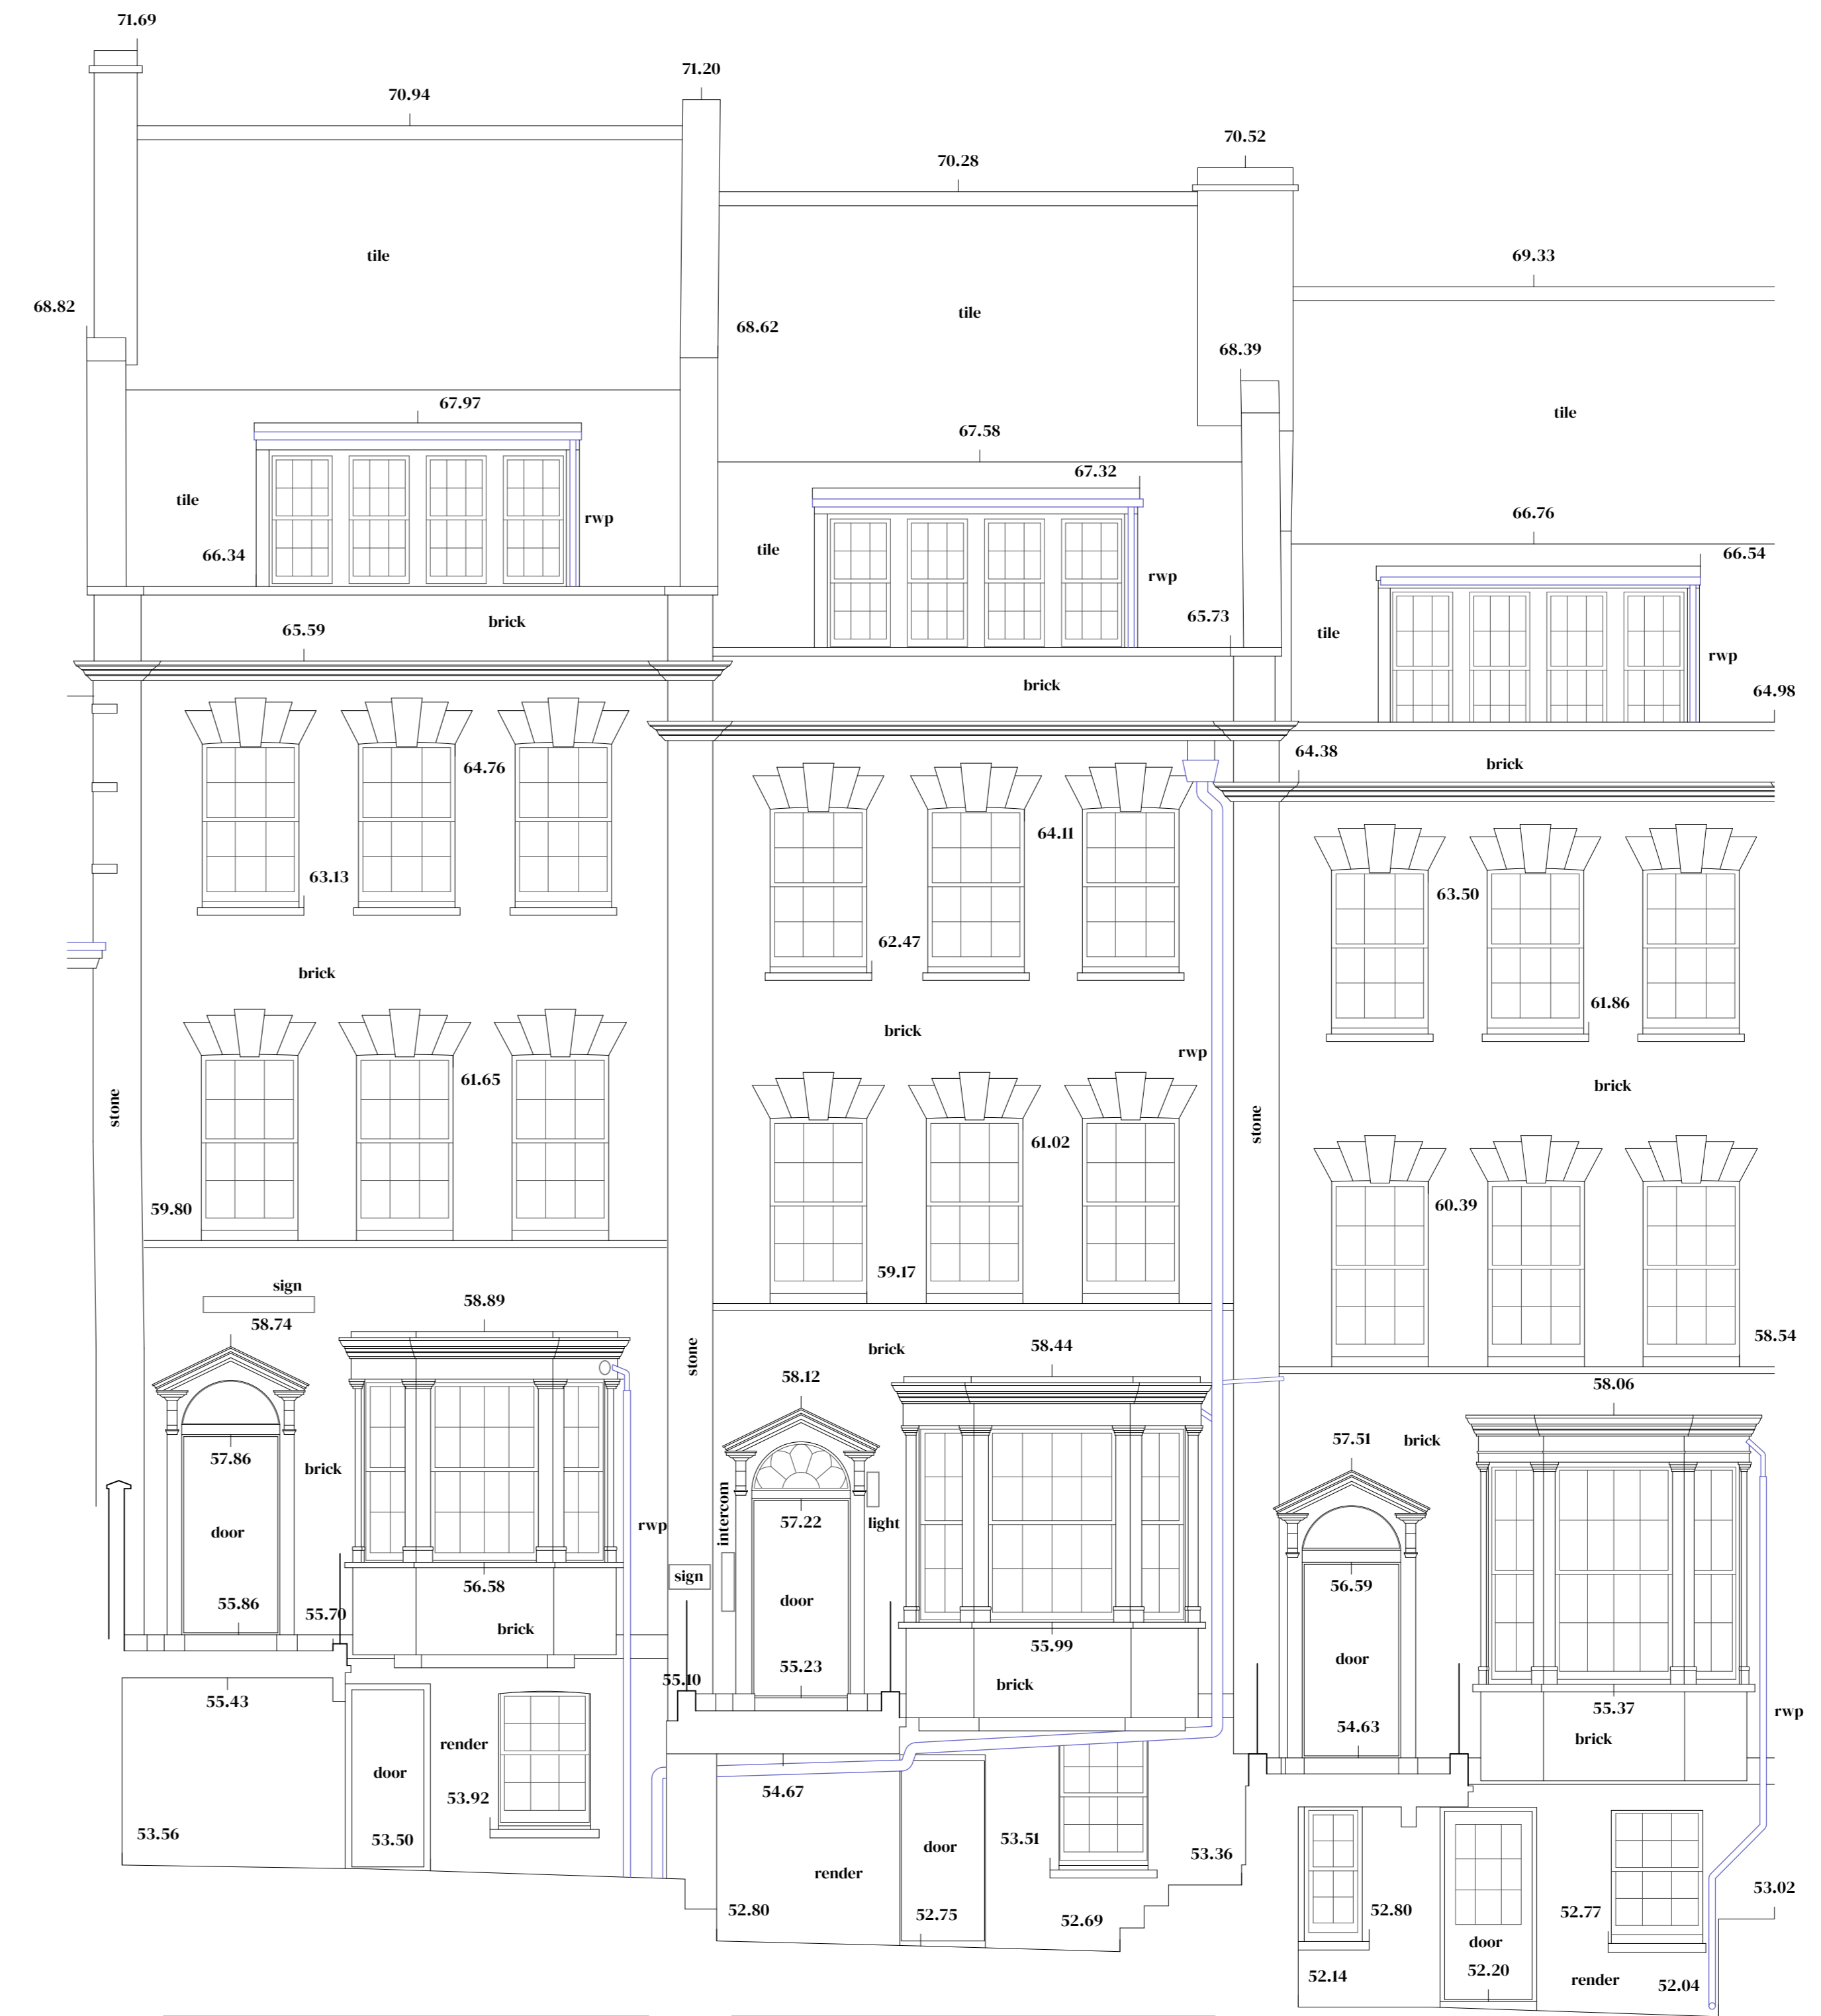 71.69
71.20
70.94
70.52
70.28
tile
69.33
68.82
tile
68.62
68.39
67.97
tile
67.58
67.32
tile
rwp
66.76
66.34
tile
66.54
rwp
65.73
brick
65.59
tile
rwp
brick
64.98
64.76
64.38
brick
64.11
63.13
63.50
62.47
brick
61.86
brick
rwp
61.65
brick
stone
stone
61.02
59.80
60.39
59.17
sign
58.89
58.74
58.54
brick
58.44
stone
58.12
58.06
57.86
brick
57.51
brick
door
rwp
intercom
57.22
light
sign
56.58
56.59
55.86
55.70
door
brick
55.99
55.23
55.10
brick
door
55.43
55.37
54.63
rwp
render
brick
door
54.67
53.92
53.56
53.50
53.51
door
53.36
render
53.02
52.80
52.75
52.69
52.80
52.77
door
52.14
52.20
render
52.04